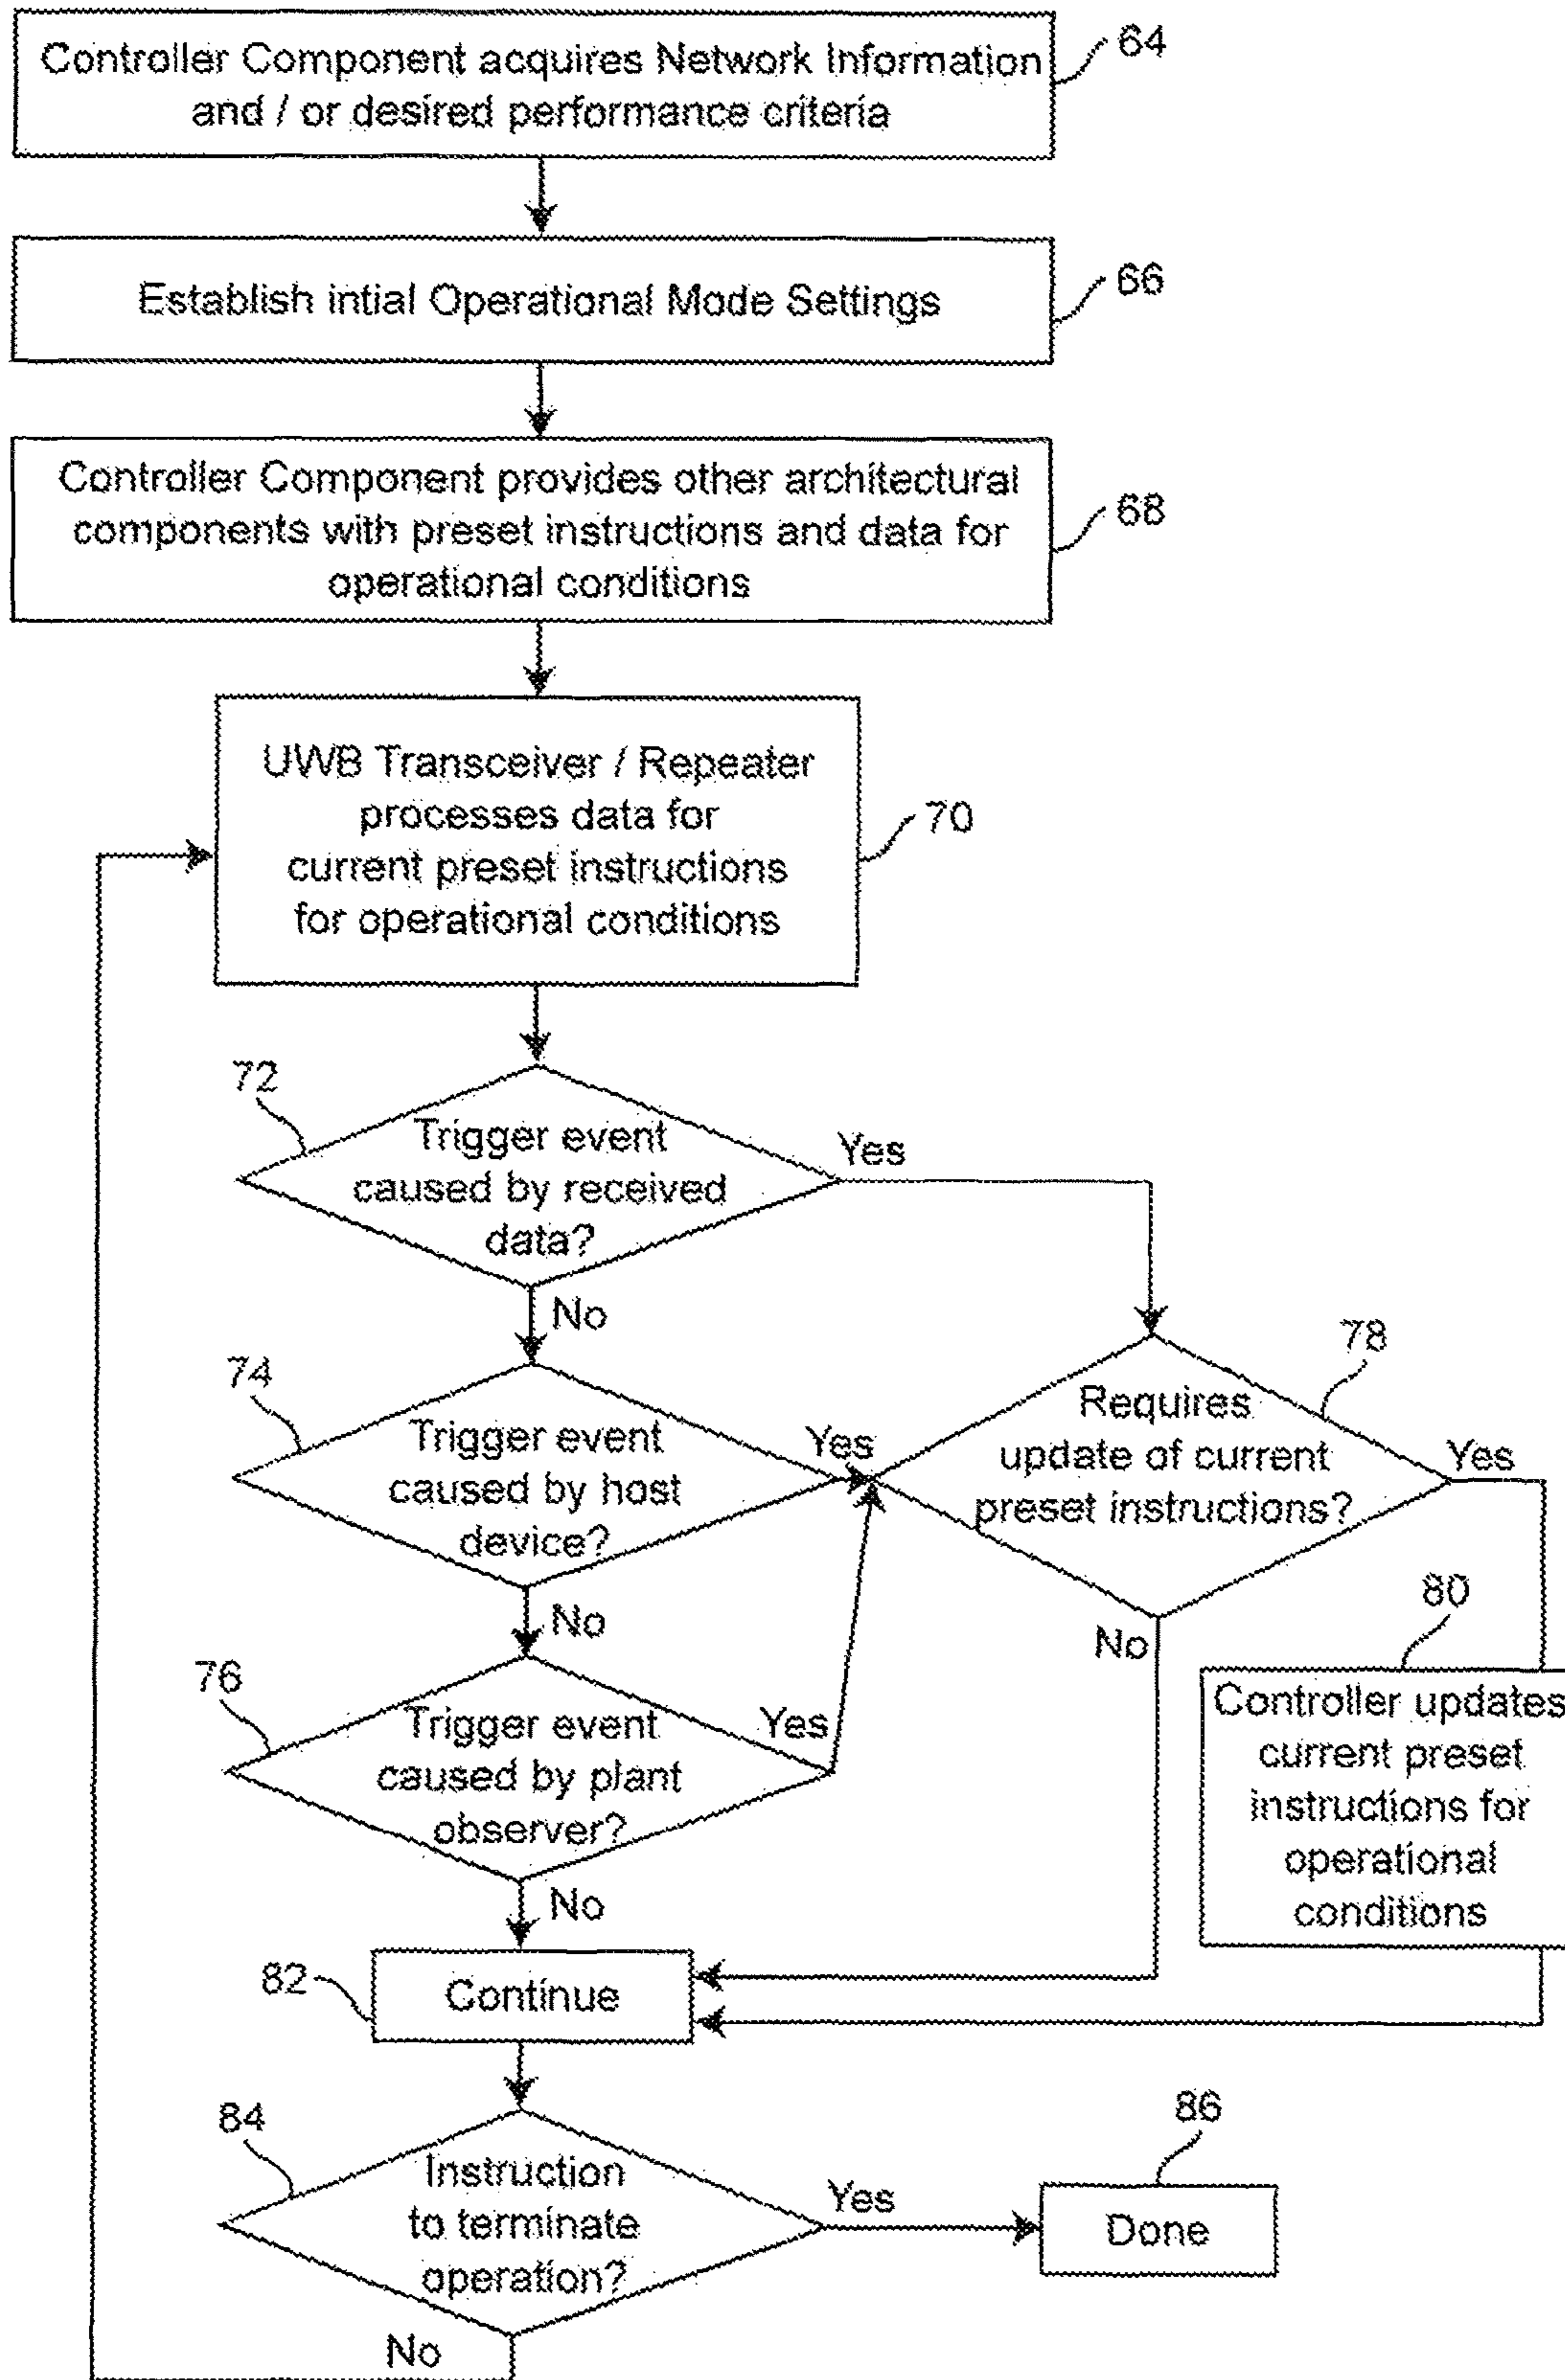 Controller Component acquires Network Information
and / or desired performance criteria
64
Establish intial Operational Mode Settings
66
Controller Component provides other architectural
components with preset instructions and data for
operational conditions
68
UWB Transceiver / Repeater
processes data for
current preset instructions
for operational conditions
70
72
Trigger event
caused by received
data?
Yes
No
74
Trigger event
caused by host
device?
Yes
No
78
Requires
update of current
preset instructions?
Yes
No
76
Trigger event
caused by plant
observer?
Yes
No
80
Controller updates
current preset
instructions for
operational
conditions
82
Continue
84
Instruction
to terminate
operation?
Yes
No
86
Done